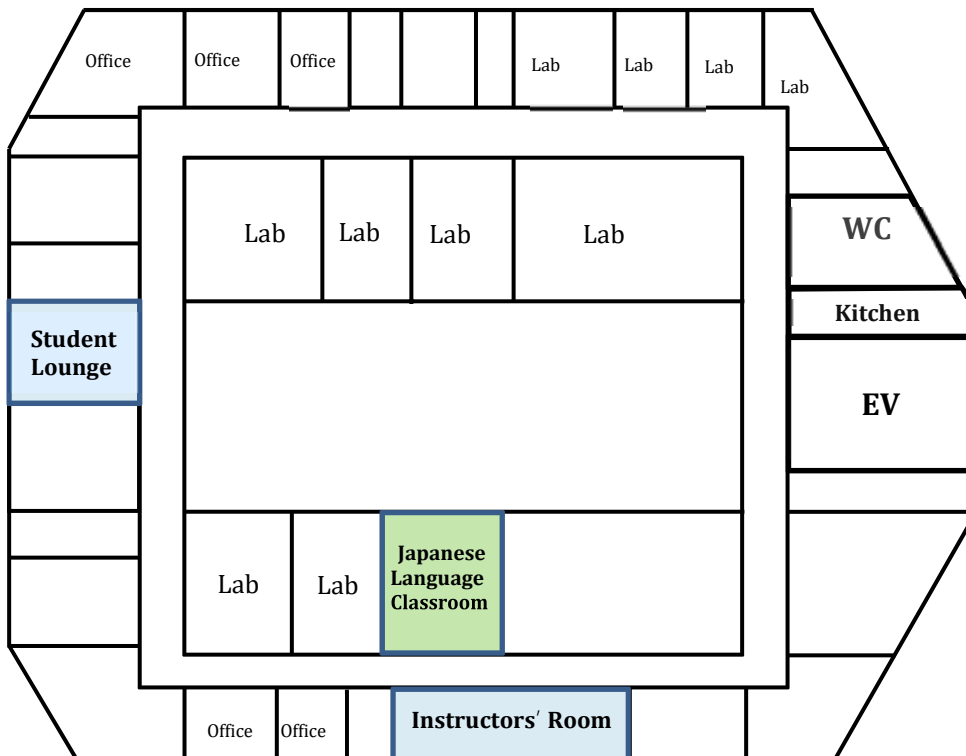 Office
Office
Office
Lab
Lab
Lab
Lab
Lab
Lab
Lab
Lab
WC
Kitchen
Student
Lounge
EV
Lab
Lab
Japanese
Language
Classroom
Office
Office
Instructors′ Room